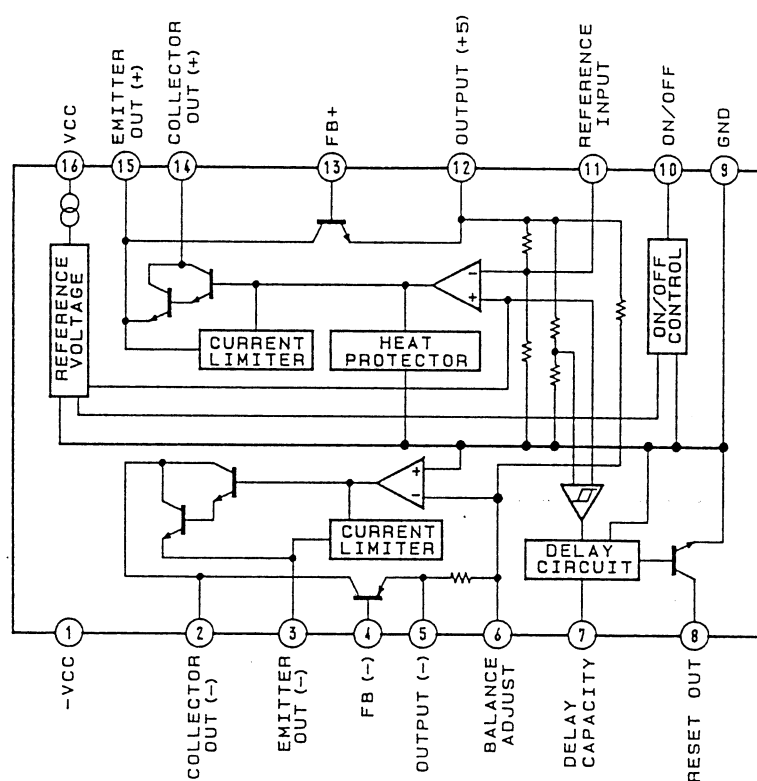 VCC
EMITTER
OUT (+)
COLLECTOR
OUT (+)
FB+
OUTPUT (+5)
REFERENCE
INPUT
ON/OFF
GND
16
15
14
13
12
11
10
9
REFERENCE
VOLTAGE
CURRENT
LIMITER
HEAT
PROTECTOR
-
+
ON/OFF
CONTROL
+
-
CURRENT
LIMITER
DELAY
CIRCUIT
1
2
3
4
5
6
7
8
-VCC
COLLECTOR
OUT (-)
EMITTER
OUT (-)
FB (-)
OUTPUT (-)
BALANCE
ADJUST
DELAY
CAPACITY
RESET OUT